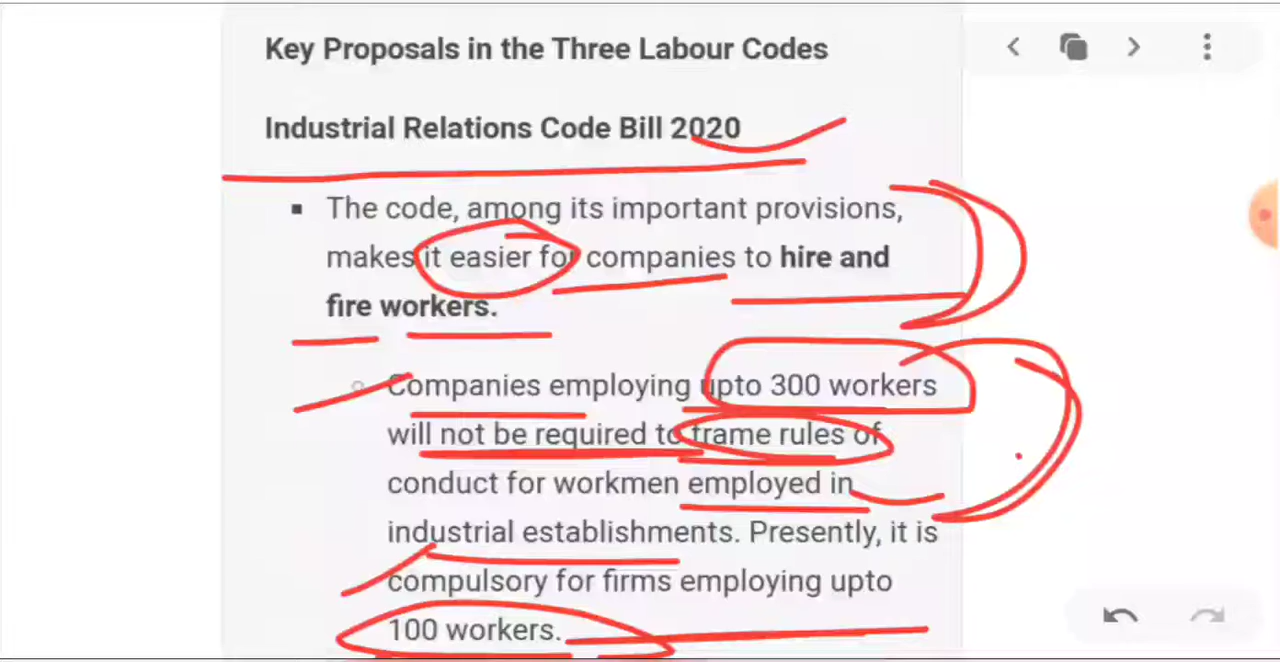 Key Proposals in the Three Labour Codes
Industrial Relations Code Bill 2020
▪ The code, among its important provisions,
makes it easier for companies to hire and
fire workers.
○ Companies employing upto 300 workers
will not be required to frame rules of
conduct for workmen employed in
industrial establishments. Presently, it is
compulsory for firms employing upto
100 workers.